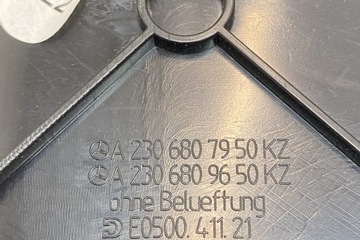 A 230 680 79 50 KZ
A 230 680 96 50 KZ
ohne Belueftung
E0500. 411. 21